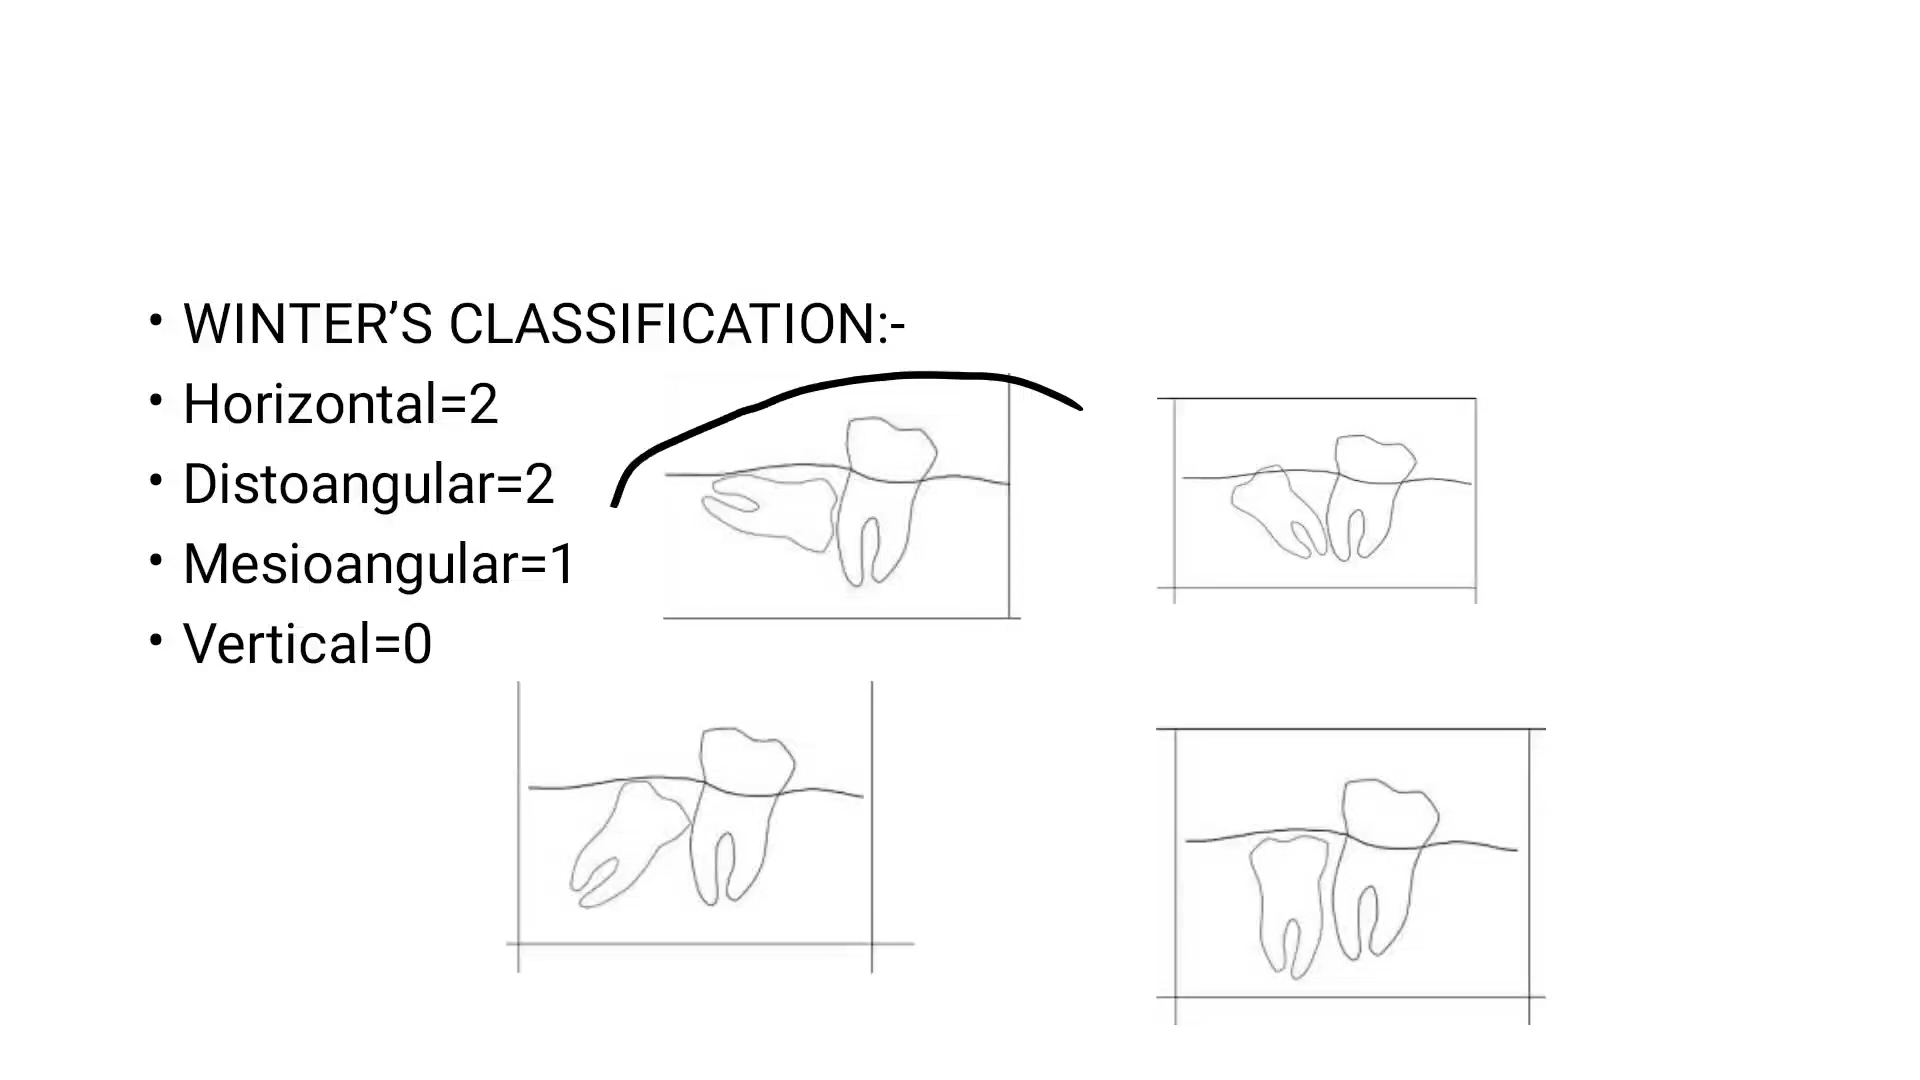 • WINTER’S CLASSIFICATION:-
• Horizontal=2
• Distoangular=2
• Mesioangular=1
• Vertical=0